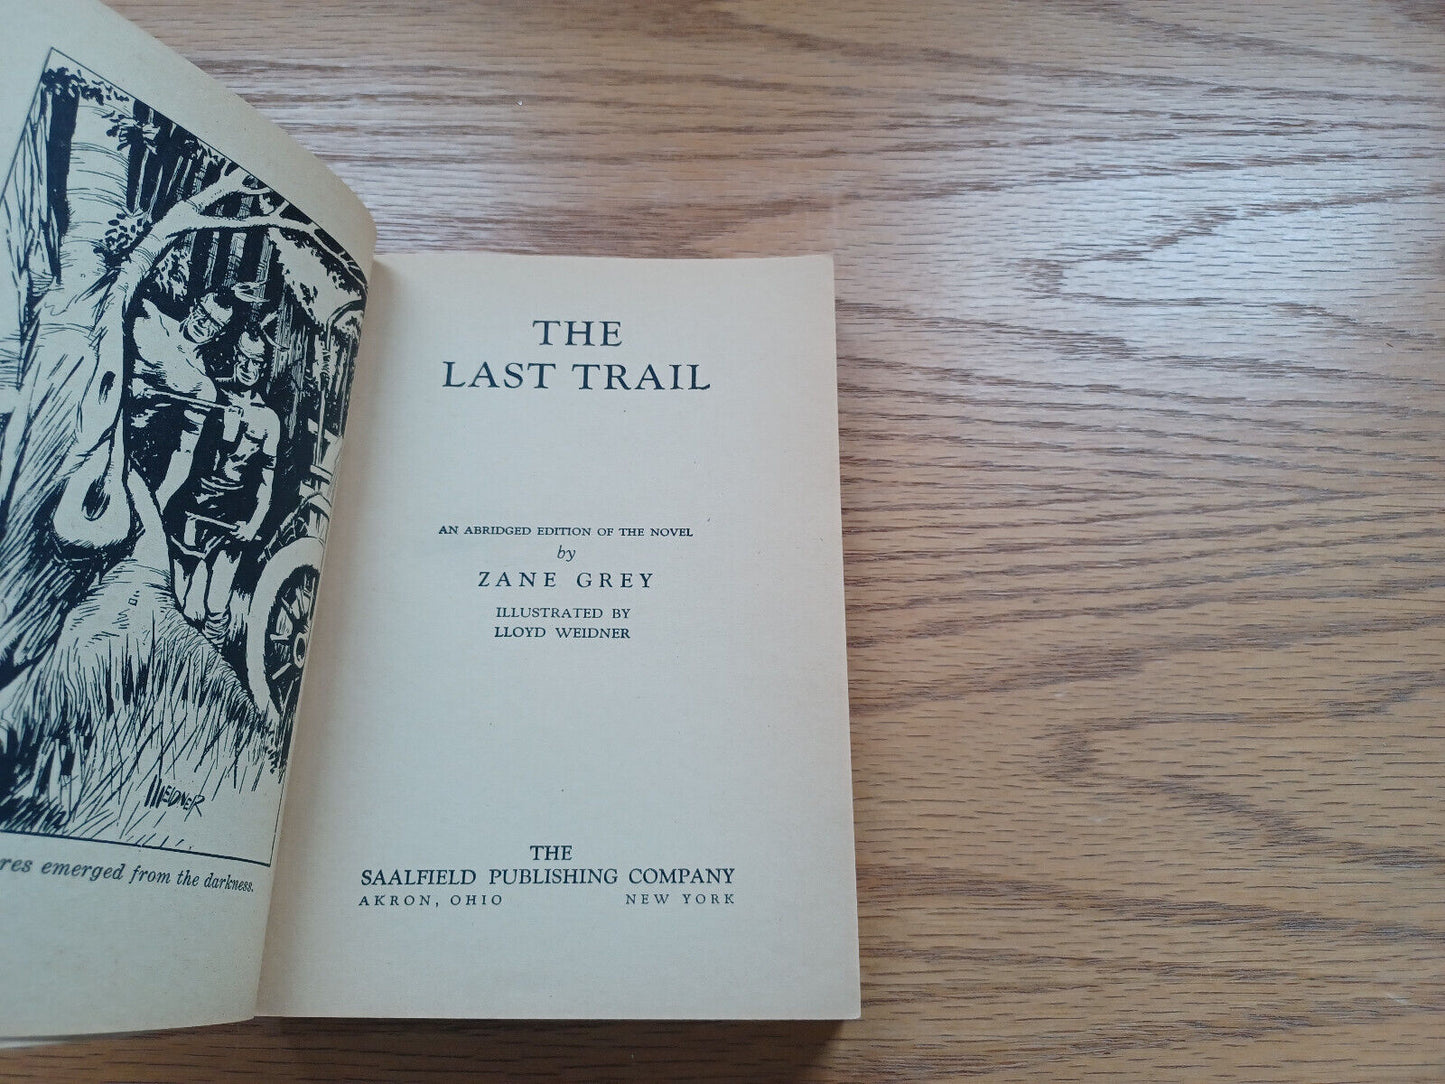 WEIDNER
res emerged from the darkness.
THE
LAST TRAIL
AN ABRIDGED EDITION OF THE NOVEL
by
ZANE GREY
ILLUSTRATED BY
LLOYD WEIDNER
THE
SAALFIELD PUBLISHING COMPANY
AKRON, OHIO NEW YORK